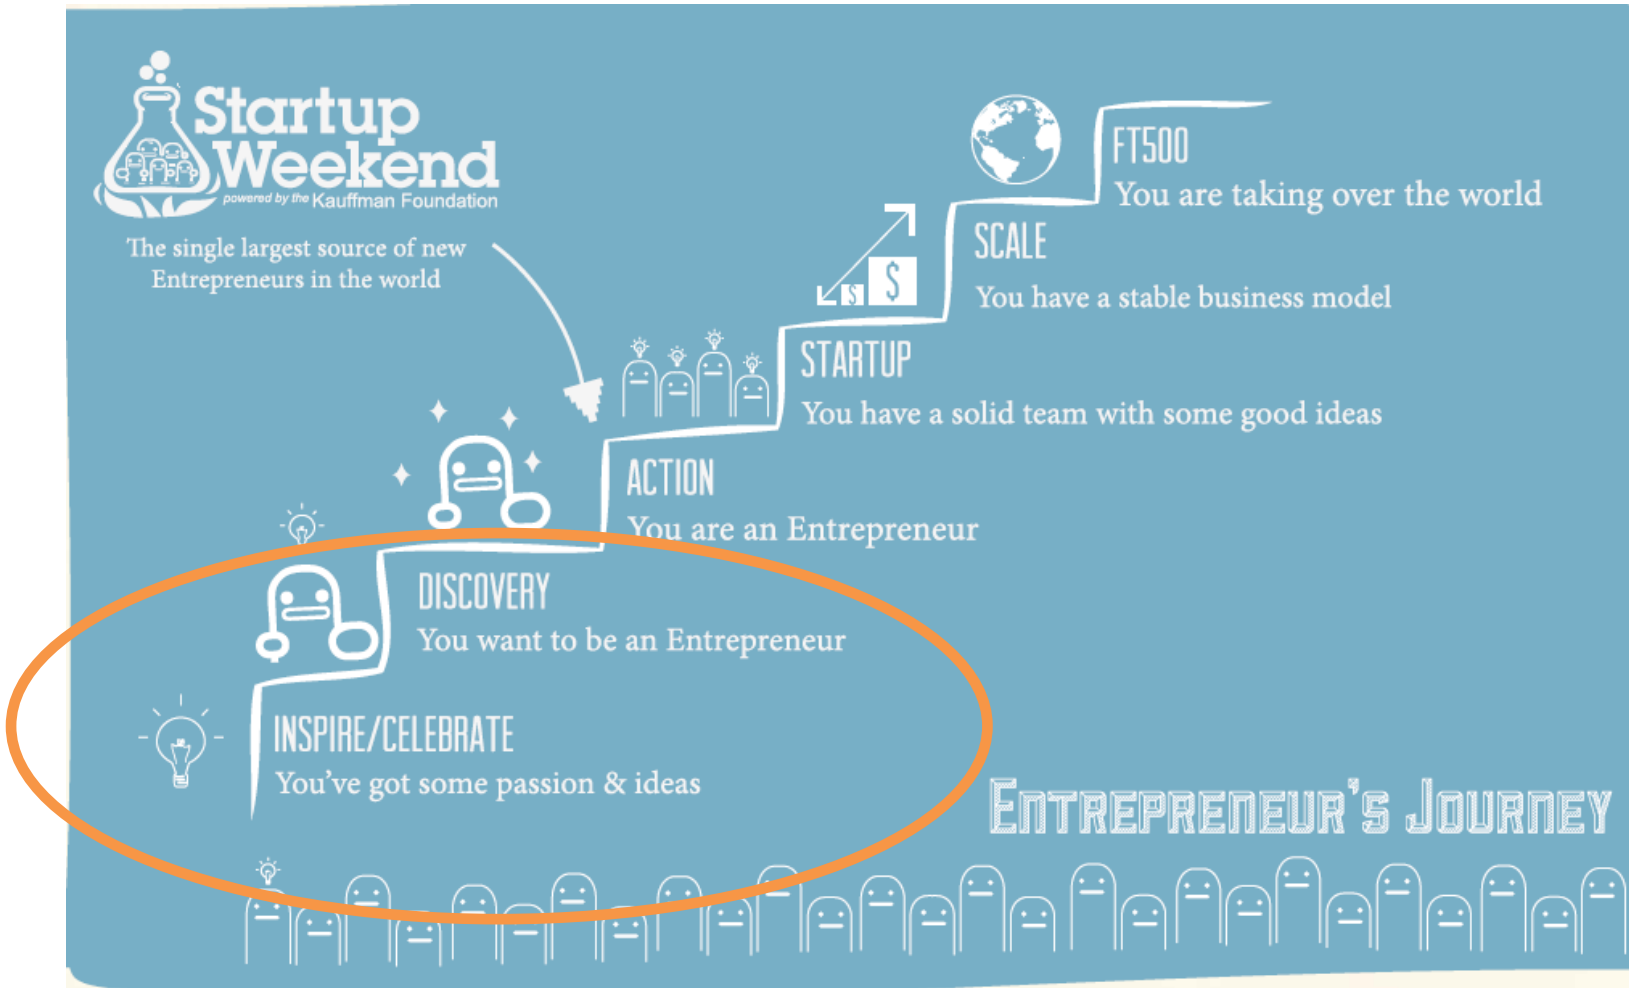 Startup
Weekend
powered by the Kauffman Foundation
The single largest source of new
Entrepreneurs in the world
FT500
You are taking over the world
SCALE
You have a stable business model
$ $
STARTUP
You have a solid team with some good ideas
ACTION
You are an Entrepreneur
DISCOVERY
You want to be an Entrepreneur
INSPIRE/CELEBRATE
You've got some passion & ideas
ENTREPRENEUR'S JOURNEY